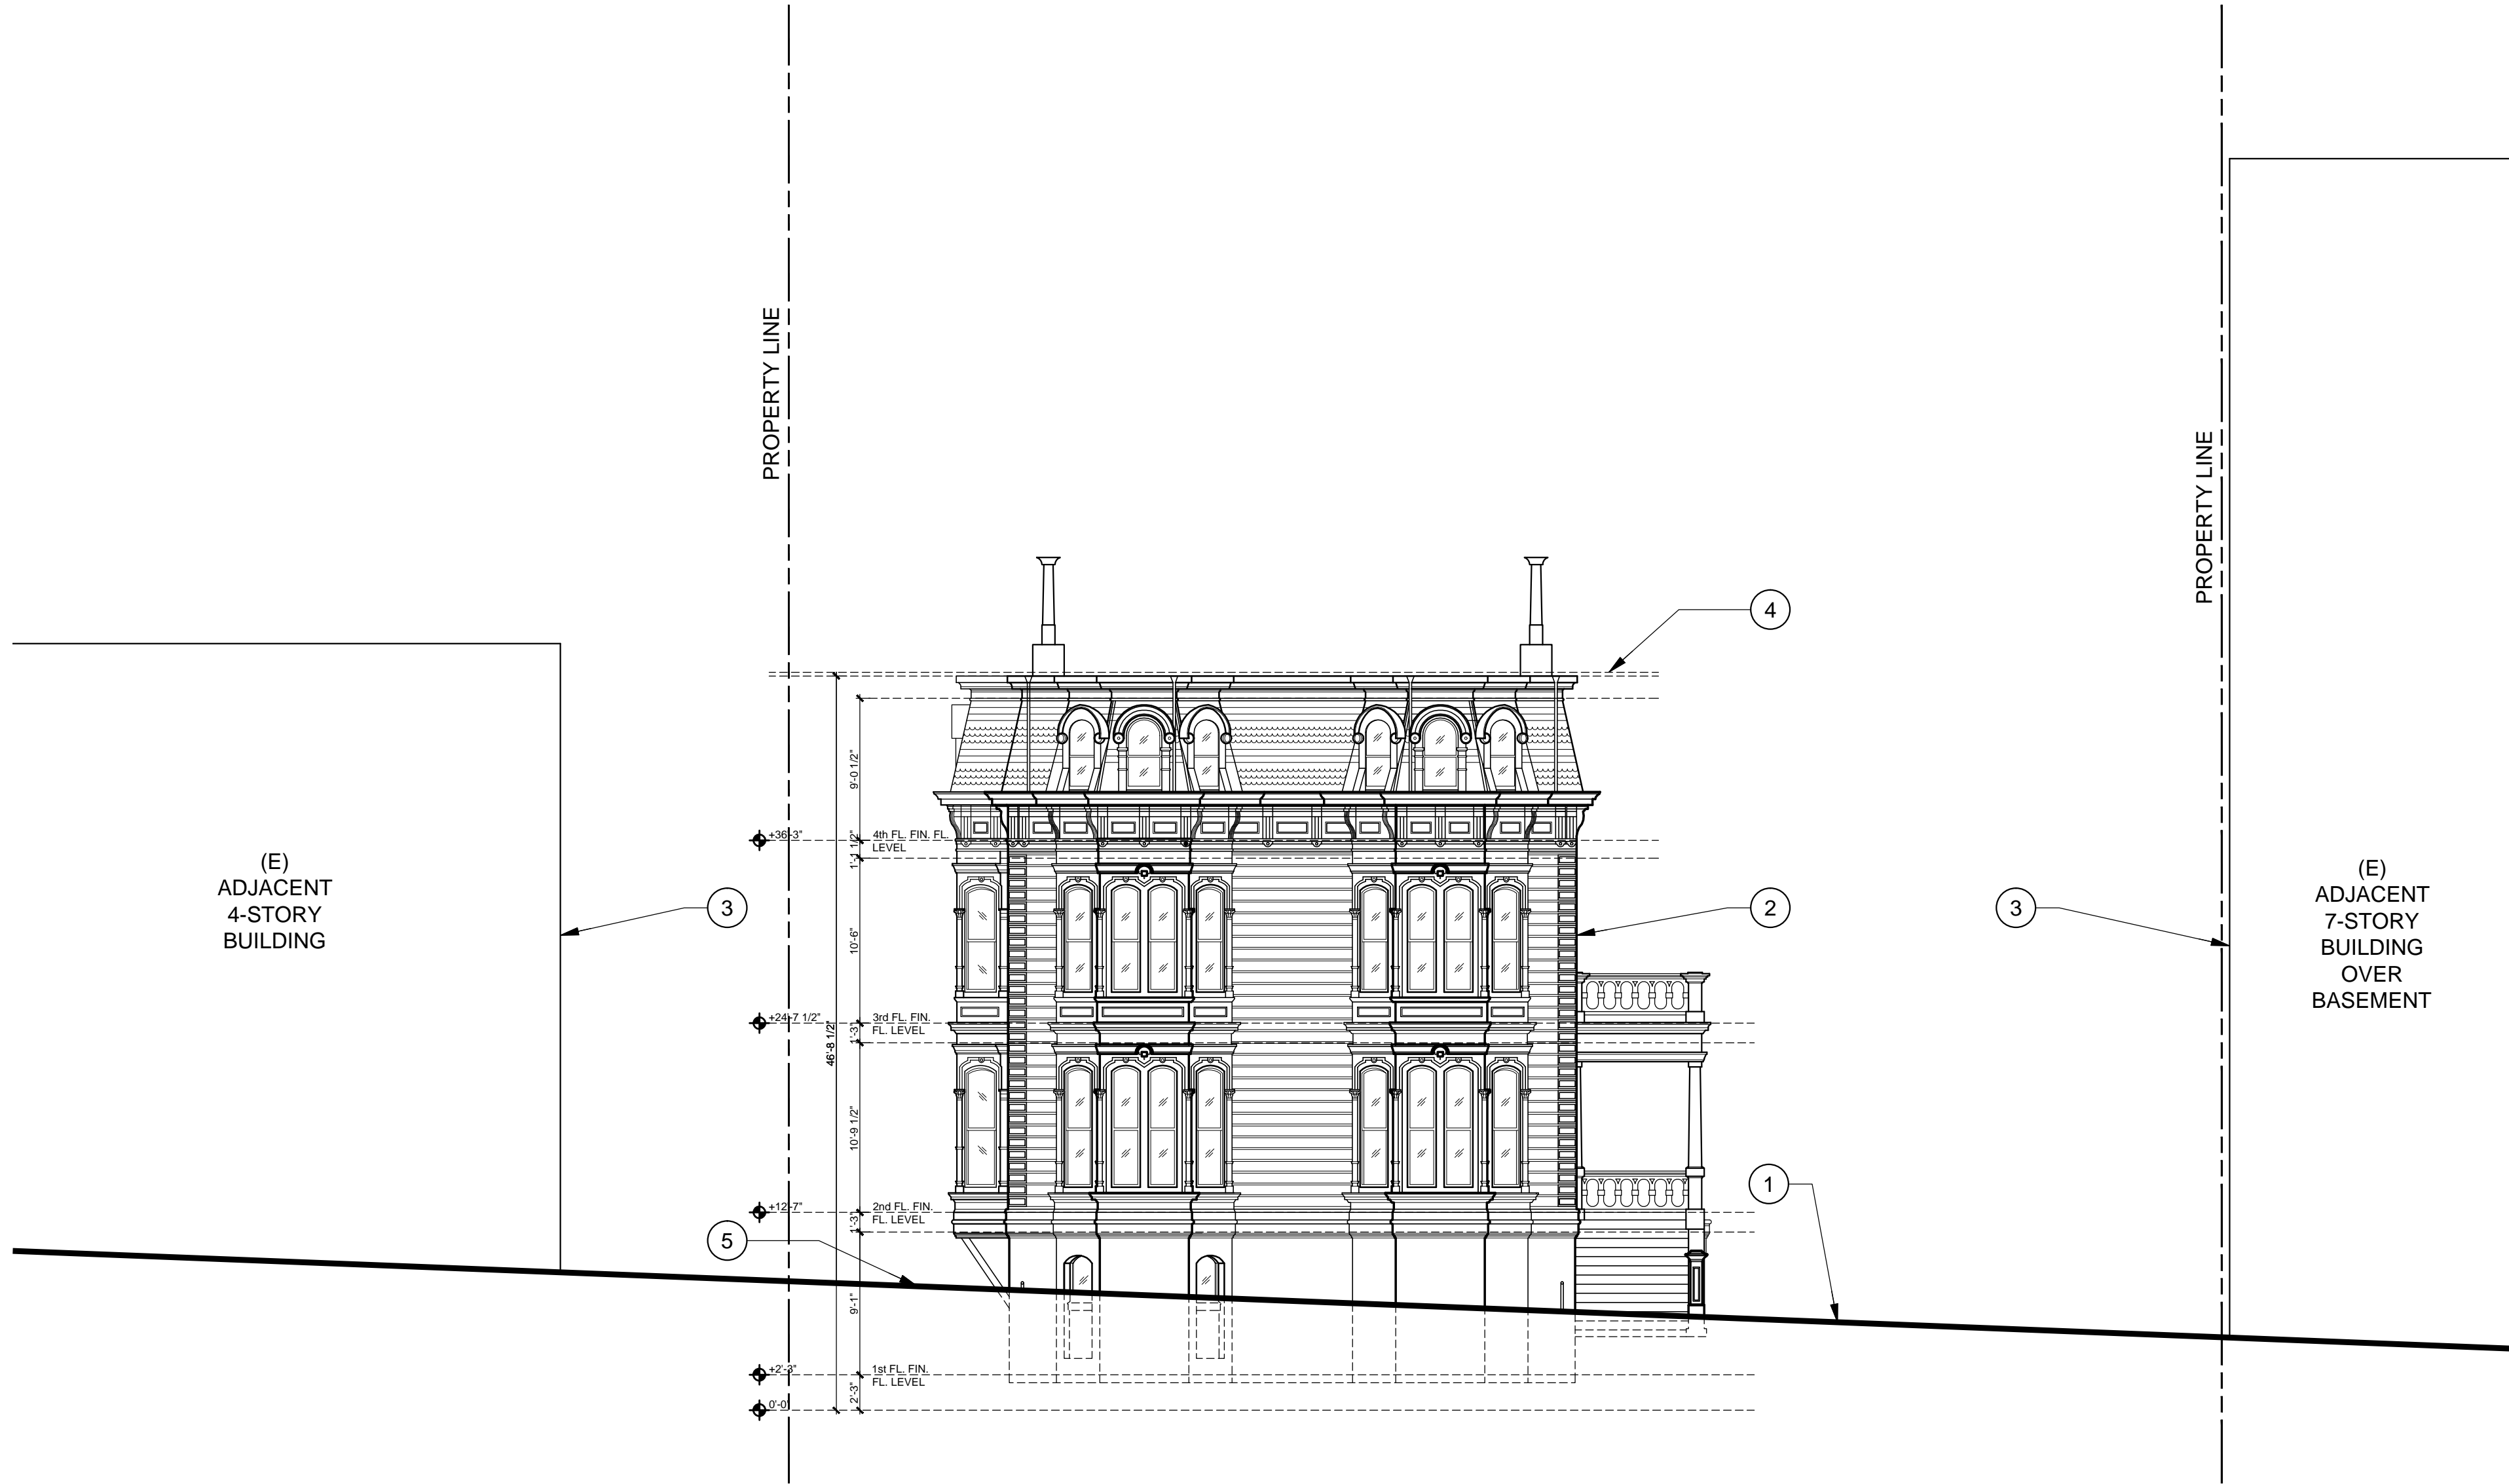 PROPERTY LINE
PROPERTY LINE
4
(E)
ADJACENT
4-STORY
BUILDING
3
46'-8 1/2"
9'-0 1/2"
+36'-3"
4th FL. FIN. FL.
LEVEL
1'-1 1/2"
10'-6"
+24'-7 1/2"
3rd FL. FIN.
FL. LEVEL
1'-3"
10'-9 1/2"
+12'-7"
2nd FL. FIN.
FL. LEVEL
1'-3"
5
9'-1"
+2'-3"
1st FL. FIN.
FL. LEVEL
2'-3"
0'-0"
2
1
3
(E)
ADJACENT
7-STORY
BUILDING
OVER
BASEMENT